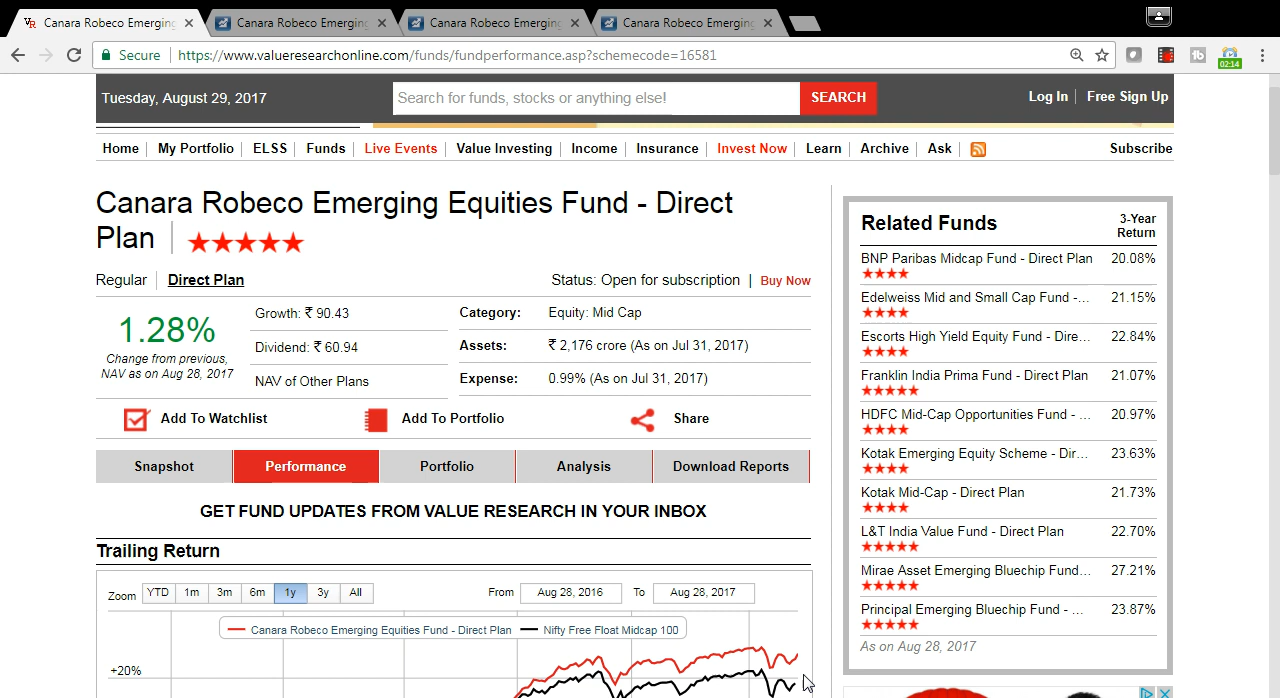 Canara Robeco Emerging
Canara Robeco Emerging
Canara Robeco Emerging
Canara Robeco Emerging
Secure
https://www.valueresearchonline.com/funds/fundperformance.asp?schemecode=16581
02:14
Tuesday, August 29, 2017
Search for funds, stocks or anything else!
SEARCH
Log In
Free Sign Up
Home
My Portfolio
ELSS
Funds
Live Events
Value Investing
Income
Insurance
Invest Now
Learn
Archive
Ask
Subscribe
Canara Robeco Emerging Equities Fund - Direct
Plan
Regular
Direct Plan
Status: Open for subscription | Buy Now
1.28%
Change from previous,
NAV as on Aug 28, 2017
Growth: ₹ 90.43
Dividend: ₹ 60.94
NAV of Other Plans
Category: Equity: Mid Cap
Assets: ₹ 2,176 crore (As on Jul 31, 2017)
Expense: 0.99% (As on Jul 31, 2017)
Add To Watchlist
Add To Portfolio
Share
Snapshot
Performance
Portfolio
Analysis
Download Reports
GET FUND UPDATES FROM VALUE RESEARCH IN YOUR INBOX
Trailing Return
Zoom YTD 1m 3m 6m 1y 3y All
From Aug 28, 2016 To Aug 28, 2017
Canara Robeco Emerging Equities Fund - Direct Plan
Nifty Free Float Midcap 100
+20%
Related Funds
3-Year
Return
BNP Paribas Midcap Fund - Direct Plan 20.08%
Edelweiss Mid and Small Cap Fund -... 21.15%
Escorts High Yield Equity Fund - Dire... 22.84%
Franklin India Prima Fund - Direct Plan 21.07%
HDFC Mid-Cap Opportunities Fund - ... 20.97%
Kotak Emerging Equity Scheme - Dir... 23.63%
Kotak Mid-Cap - Direct Plan 21.73%
L&T India Value Fund - Direct Plan 22.70%
Mirae Asset Emerging Bluechip Fund... 27.21%
Principal Emerging Bluechip Fund - ... 23.87%
As on Aug 28, 2017